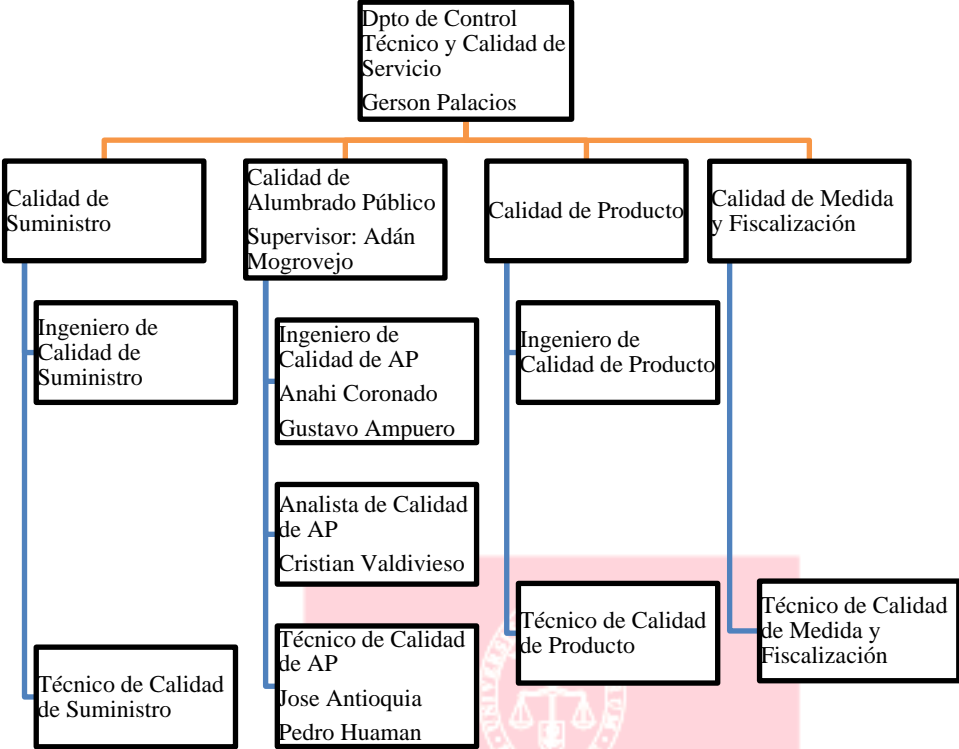 Dpto de Control
Técnico y Calidad de
Servicio
Gerson Palacios
Calidad de
Suministro
Calidad de
Alumbrado Público
Supervisor: Adán
Mogrovejo
Calidad de Producto
Calidad de Medida
y Fiscalización
Ingeniero de
Calidad de
Suministro
Ingeniero de
Calidad de AP
Anahi Coronado
Gustavo Ampuero
Ingeniero de
Calidad de Producto
Analista de Calidad
de AP
Cristian Valdivieso
Técnico de Calidad
de Suministro
Técnico de Calidad
de AP
Jose Antioquia
Pedro Huaman
Técnico de Calidad
de Producto
Técnico de Calidad
de Medida y
Fiscalización